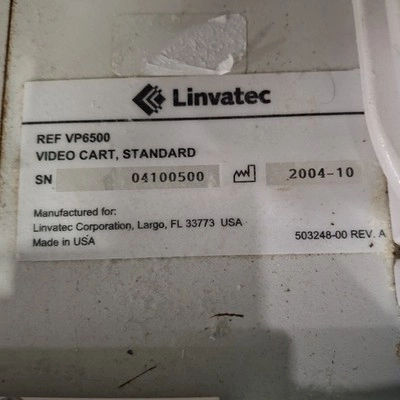 Linvatec
REF VP6500
VIDEO CART, STANDARD
SN 04100500 2004-10
Manufactured for:
Linvatec Corporation, Largo, FL 33773 USA
Made in USA 503248-00 REV. A